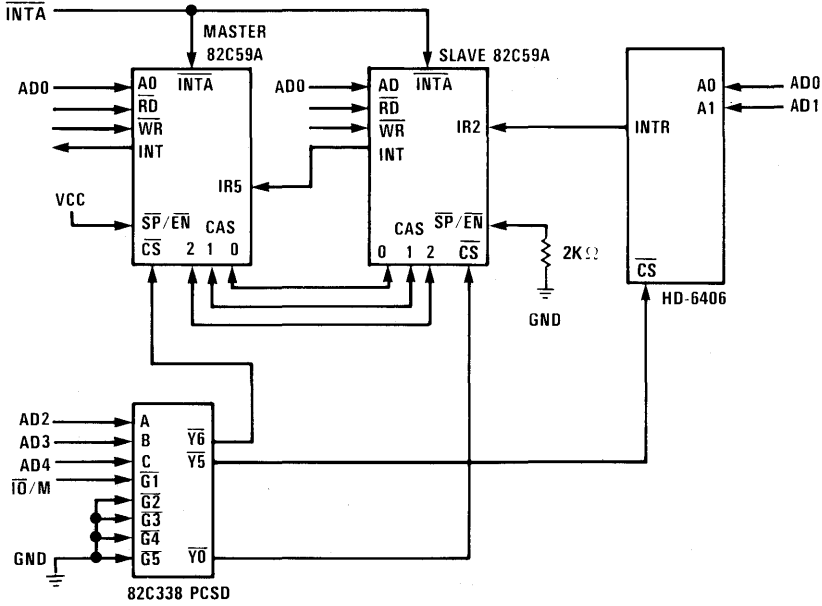 INTA
MASTER
82C59A
SLAVE 82C59A
AD0
A0
INTA
RD
WR
INT
IR5
VCC
SP/EN
CAS
CS
2 1 0
AD0
AD
INTA
RD
WR
INT
IR2
CAS
SP/EN
0 1 2
CS
2KΩ
GND
A0
AD0
A1
AD1
INTR
CS
HD-6406
AD2
A
AD3
B
AD4
C
IO/M
G1
G2
G3
G4
GND
G5
Y6
Y5
Y0
82C338 PCSD